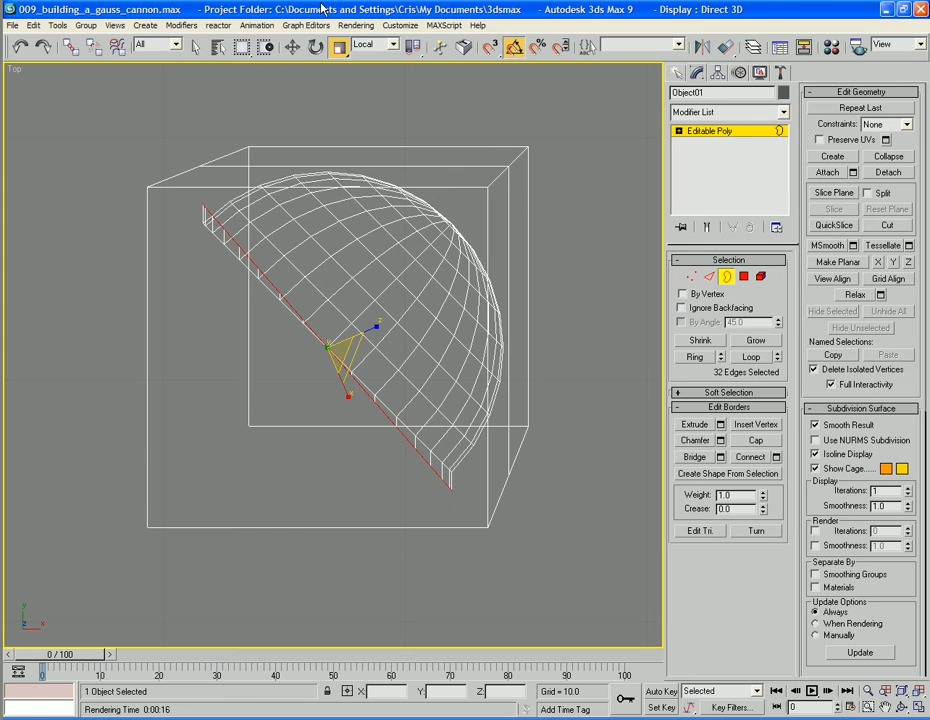 009_building_a_gauss_cannon.max - Project Folder: C:\Documents and Settings\Cris\My Documents\3dsmax - Autodesk 3ds Max 9 - Display : Direct 3D
File Edit Tools Group Views Create Modifiers reactor Animation Graph Editors Rendering Customize MAXScript Help
All Local View
Top
Object01
Modifier List
Editable Poly
Selection
By Vertex
Ignore Backfacing
By Angle: 45.0
Shrink Grow
Ring Loop
32 Edges Selected
Soft Selection
Edit Borders
Extrude Insert Vertex
Chamfer Cap
Bridge Connect
Create Shape From Selection
Weight: 1.0
Crease: 0.0
Edit Tri. Turn
Edit Geometry
Repeat Last
Constraints: None
Preserve UVs
Create Collapse
Attach Detach
Slice Plane Split
Slice Reset Plane
QuickSlice Cut
MSmooth Tessellate
Make Planar X Y Z
View Align Grid Align
Relax
Hide Selected Unhide All
Hide Unselected
Named Selections:
Copy Paste
Delete Isolated Vertices
Full Interactivity
Subdivision Surface
Smooth Result
Use NURMS Subdivision
Isoline Display
Show Cage......
Display
Iterations: 1
Smoothness: 1.0
Render
Iterations: 0
Smoothness: 1.0
Separate By
Smoothing Groups
Materials
Update Options
Always
When Rendering
Manually
Update
z
x
y
z x
0 / 100
0 10 20 30 40 50 60 70 80 90 100
1 Object Selected X: Y: Z: Grid = 10.0 Auto Key Selected
Rendering Time 0:00:16 Add Time Tag Set Key Key Filters... 0